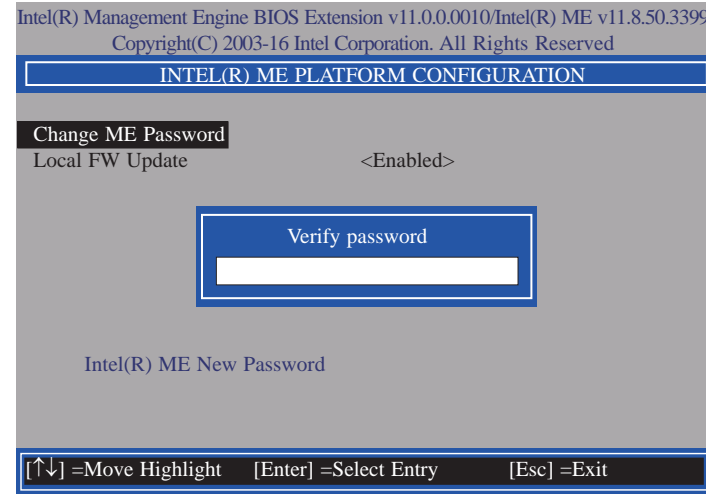 Intel(R) Management Engine BIOS Extension v11.0.0.0010/Intel(R) ME v11.8.50.3399
Copyright(C) 2003-16 Intel Corporation. All Rights Reserved
INTEL(R) ME PLATFORM CONFIGURATION
Change ME Password
Local FW Update <Enabled>
Verify password
Intel(R) ME New Password
[↑↓] =Move Highlight [Enter] =Select Entry [Esc] =Exit